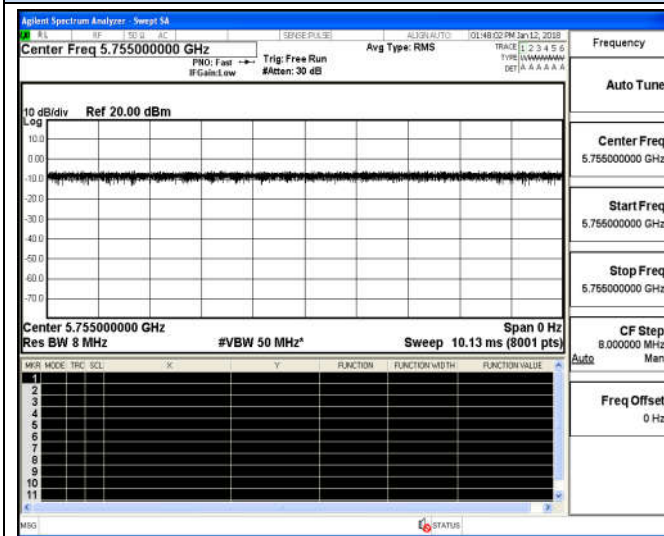 Agilent Spectrum Analyzer - Swept SA
RL RF 50 Ω AC SENSE:PULSE ALIGNAUTO 01:48:02 PM Jan 12, 2018
Center Freq 5.755000000 GHz
Avg Type: RMS
TRACE 1 2 3 4 5 6
PNO: Fast
Trig: Free Run
TYPE
IFGain:Low
#Atten: 30 dB
DET A A A A A A
10 dB/div Ref 20.00 dBm
Log
10.0
0.00
-10.0
-20.0
-30.0
-40.0
-50.0
-60.0
-70.0
Center 5.755000000 GHz Span 0 Hz
Res BW 8 MHz #VBW 50 MHz* Sweep 10.13 ms (8001 pts)
MKR MODE TRC SCL X Y FUNCTION FUNCTION WIDTH FUNCTION VALUE
1
2
3
4
5
6
7
8
9
10
11
MSG STATUS
Frequency
Auto Tune
Center Freq
5.755000000 GHz
Start Freq
5.755000000 GHz
Stop Freq
5.755000000 GHz
CF Step
8.000000 MHz
Auto Man
Freq Offset
0 Hz